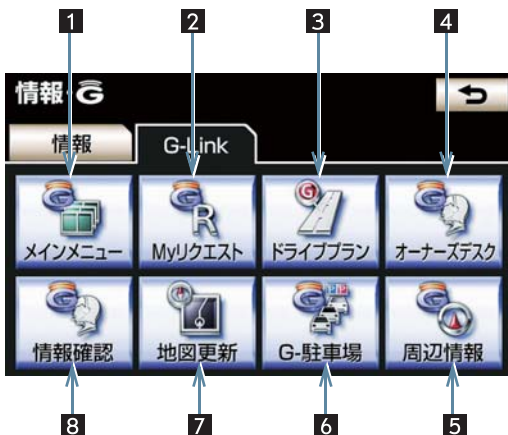 1 2 3 4
情報・G
情報 G-Link
メインメニュー Myリクエスト ドライブプラン オーナーズデスク
情報確認 地図更新 G-駐車場 周辺情報
8 7 6 5